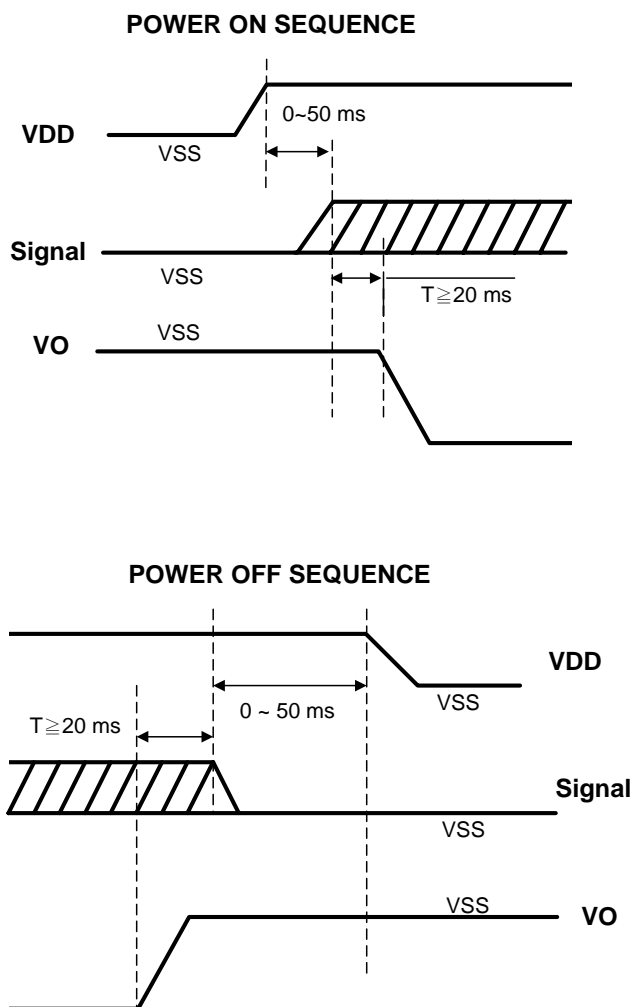 POWER ON SEQUENCE
0~50 ms
VDD
VSS
Signal
VSS
T≧20 ms
VSS
VO
POWER OFF SEQUENCE
VDD
VSS
0 ~ 50 ms
T≧20 ms
Signal
VSS
VSS
VO